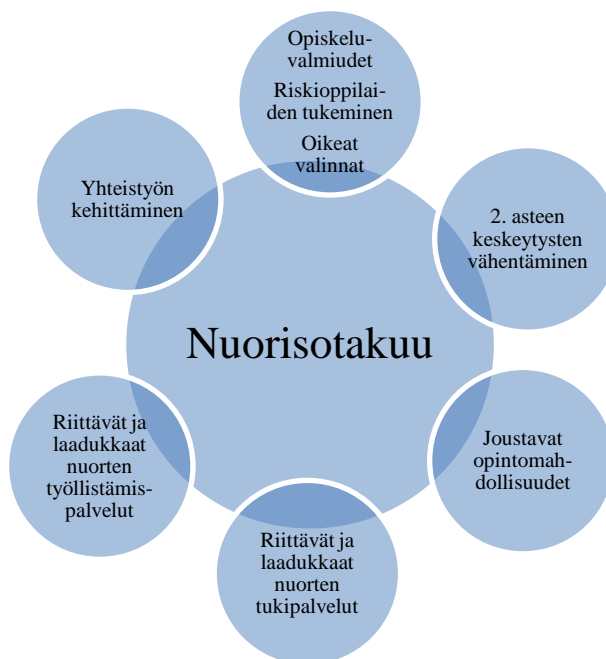 Opiskelu-
valmiudet
Riskioppilai-
den tukeminen
Oikeat
valinnat
Yhteistyön
kehittäminen
2. asteen
keskeytysten
vähentäminen
Nuorisotakuu
Riittävät ja
laadukkaat
nuorten
työllistämis-
palvelut
Joustavat
opintomah-
dollisuudet
Riittävät ja
laadukkaat
nuorten
tukipalvelut